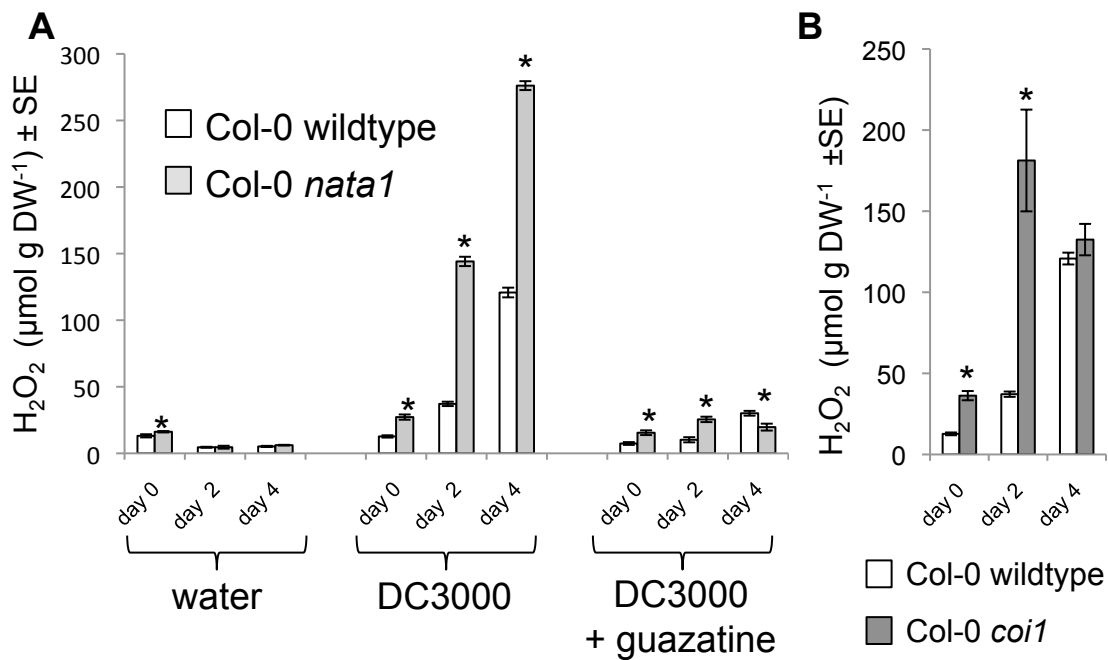 A
H₂O₂ (µmol g DW⁻¹) ± SE
300
250
200
150
100
50
0
Col-0 wildtype
Col-0 nata1
*
*
*
*
*
*
*
day 0
day 2
day 4
day 0
day 2
day 4
day 0
day 2
day 4
water
DC3000
DC3000
+ guazatine
B
H₂O₂ (µmol g DW⁻¹ ±SE)
250
200
150
100
50
0
*
*
day 0
day 2
day 4
Col-0 wildtype
Col-0 coi1